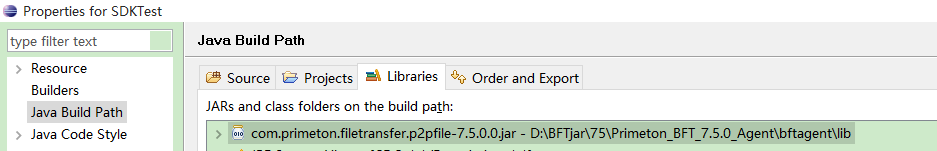 Properties for SDKTest
type filter text
Resource
Builders
Java Build Path
Java Code Style
Java Build Path
Source Projects Libraries Order and Export
JARs and class folders on the build path:
com.primeton.filetransfer.p2pfile-7.5.0.0.jar - D:\BFTjar\75\Primeton_BFT_7.5.0_Agent\bftagent\lib